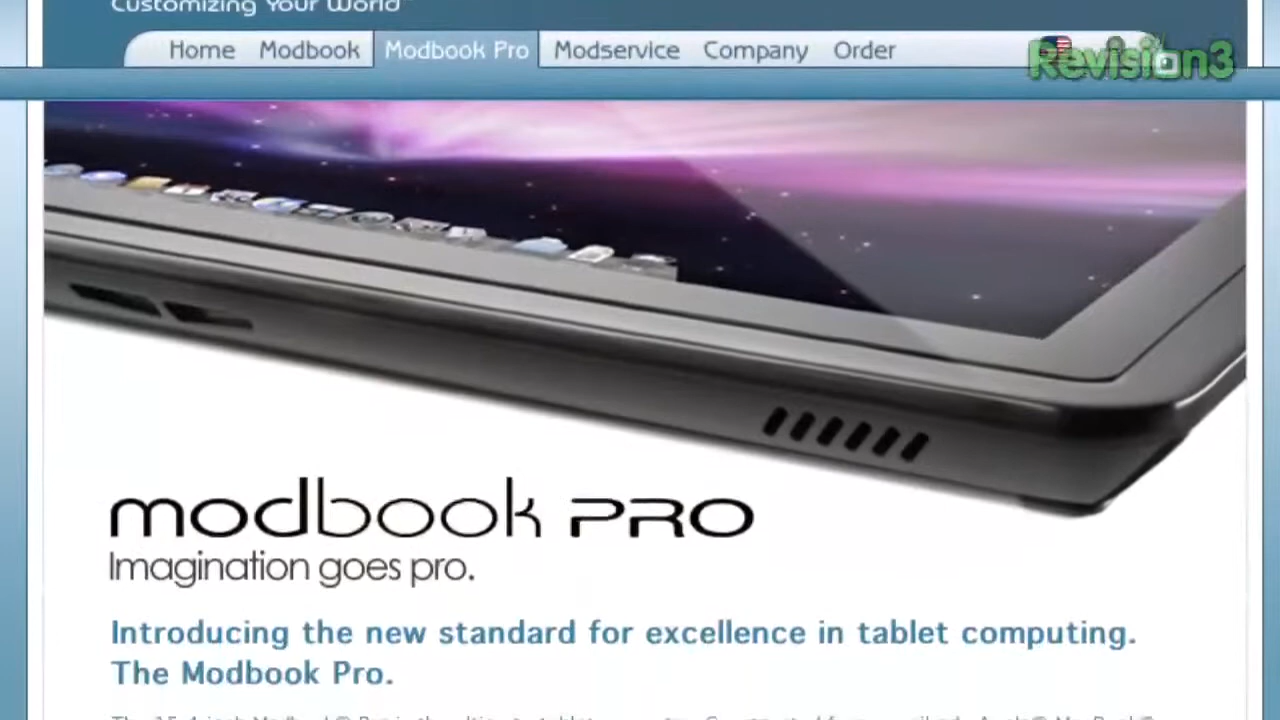 Customizing Your World™
Home Modbook Modbook Pro Modservice Company Order
Revision3
modbook PRO
Imagination goes pro.
Introducing the new standard for excellence in tablet computing.
The Modbook Pro.